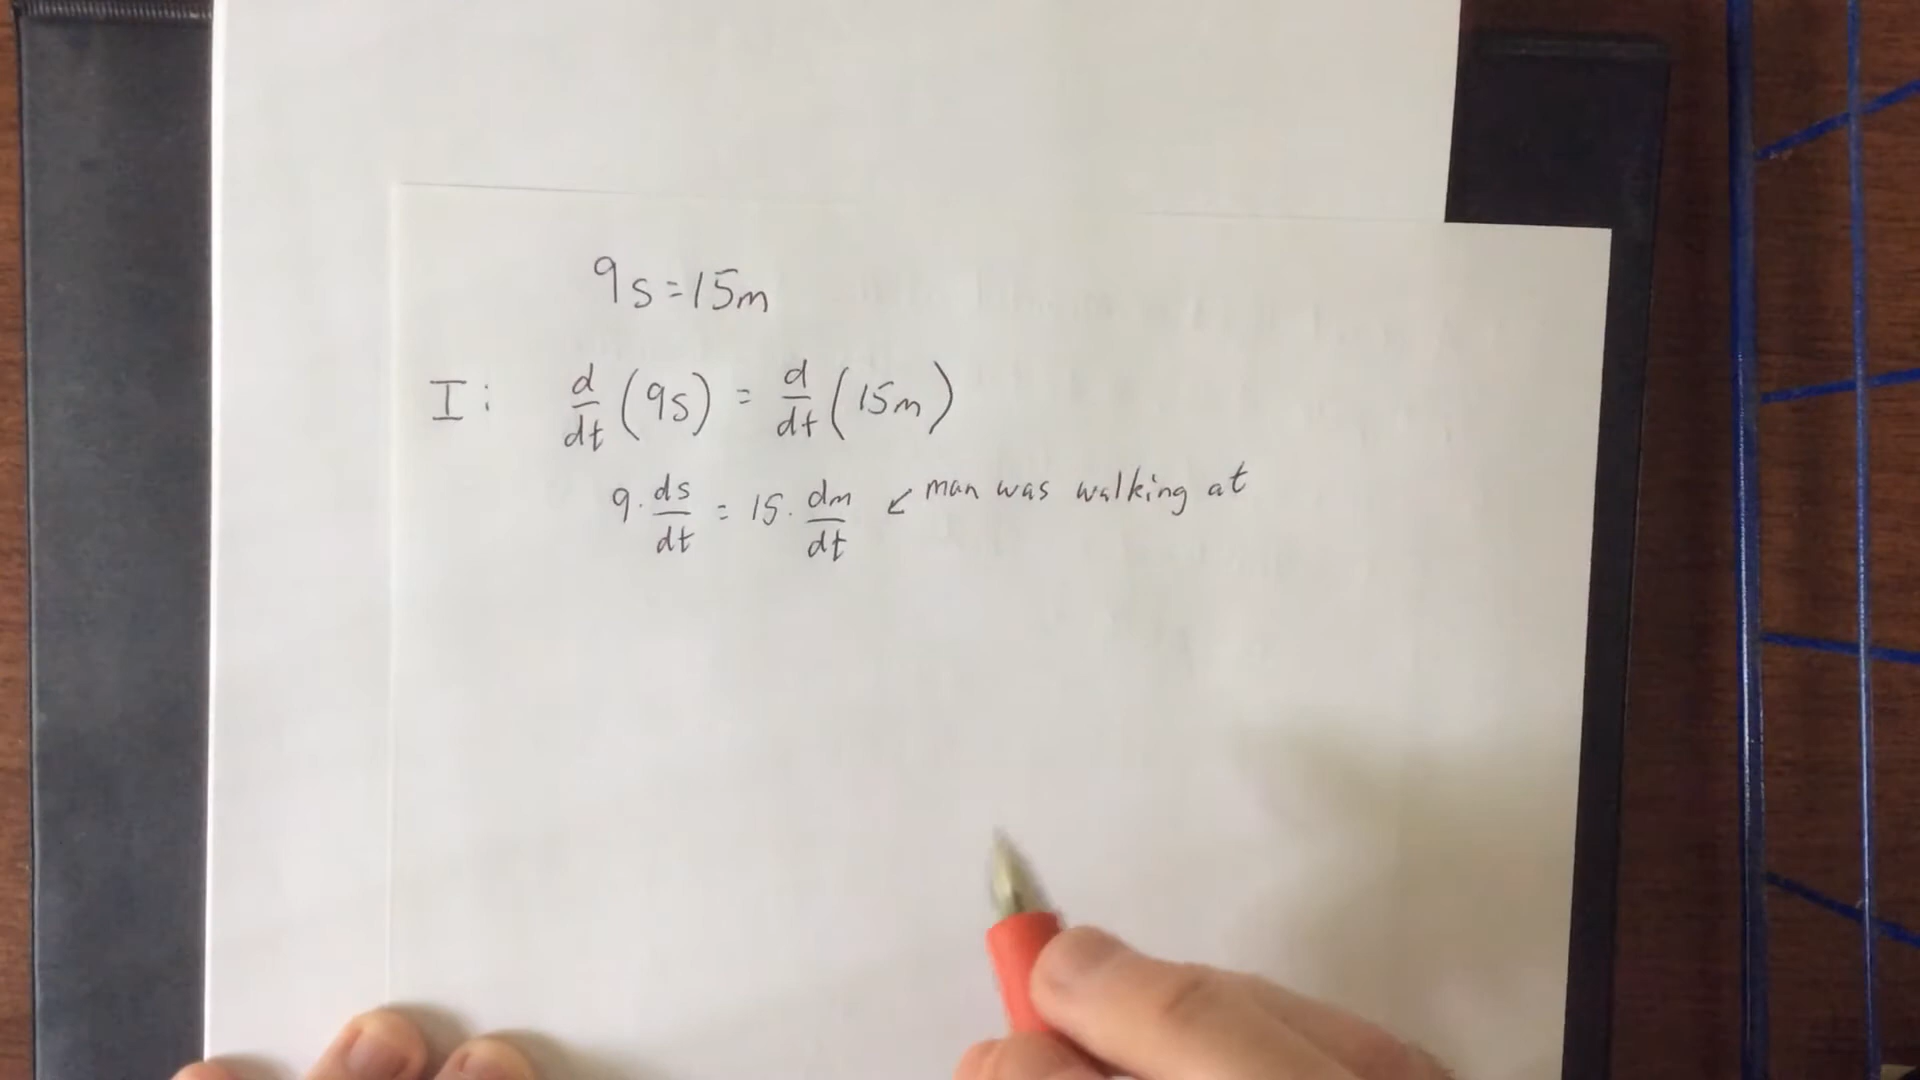 9s=15m
I: d/dt (9s) = d/dt (15m)
9·ds/dt = 15·dm/dt ↙ man was walking at